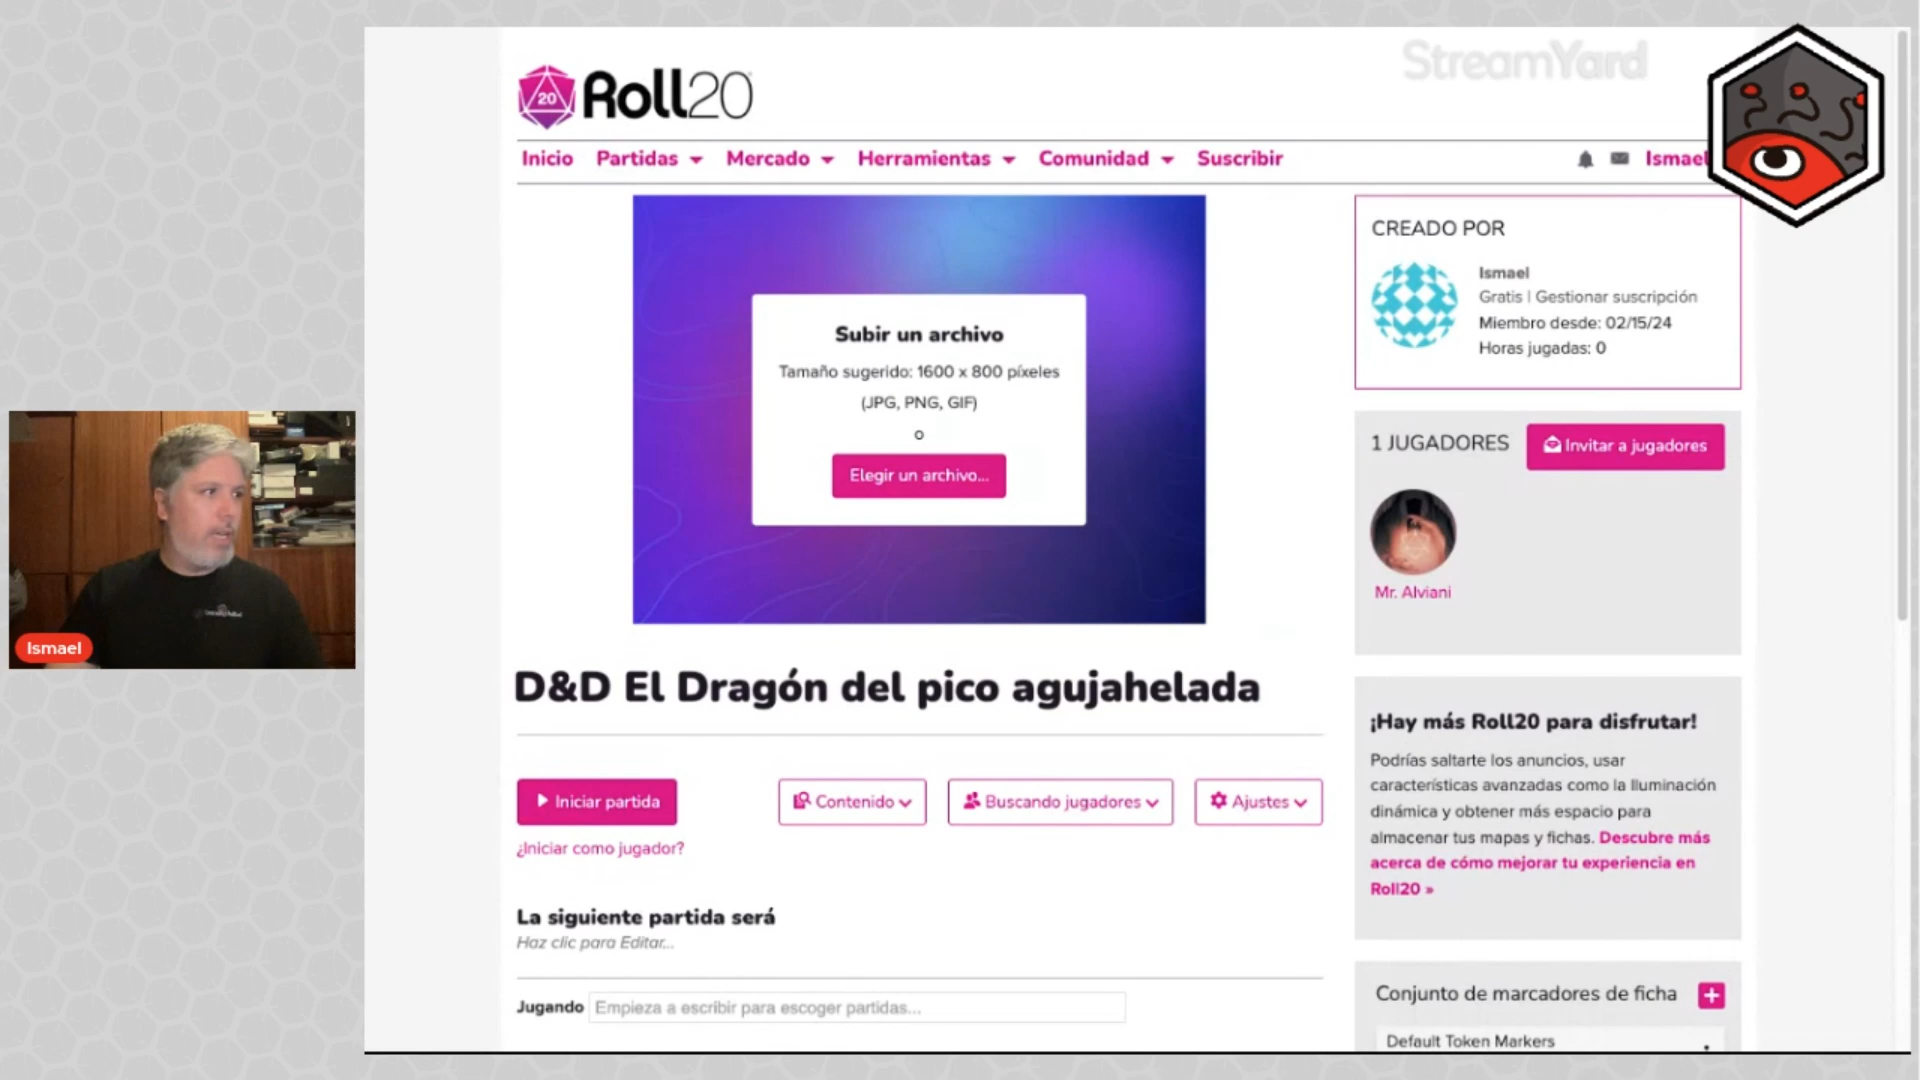 StreamYard
20 Roll20
Inicio Partidas Mercado Herramientas Comunidad Suscribir Ismael
Subir un archivo
Tamaño sugerido: 1600 x 800 píxeles
(JPG, PNG, GIF)
o
Elegir un archivo...
CREADO POR
Ismael
Gratis | Gestionar suscripción
Miembro desde: 02/15/24
Horas jugadas: 0
1 JUGADORES Invitar a jugadores
Mr. Alviani
Ismael
D&D El Dragón del pico agujahelada
Iniciar partida Contenido Buscando jugadores Ajustes
¿Iniciar como jugador?
La siguiente partida será
Haz clic para Editar...
Jugando Empieza a escribir para escoger partidas...
¡Hay más Roll20 para disfrutar!
Podrías saltarte los anuncios, usar
características avanzadas como la Iluminación
dinámica y obtener más espacio para
almacenar tus mapas y fichas. Descubre más
acerca de cómo mejorar tu experiencia en
Roll20 »
Conjunto de marcadores de ficha
Default Token Markers